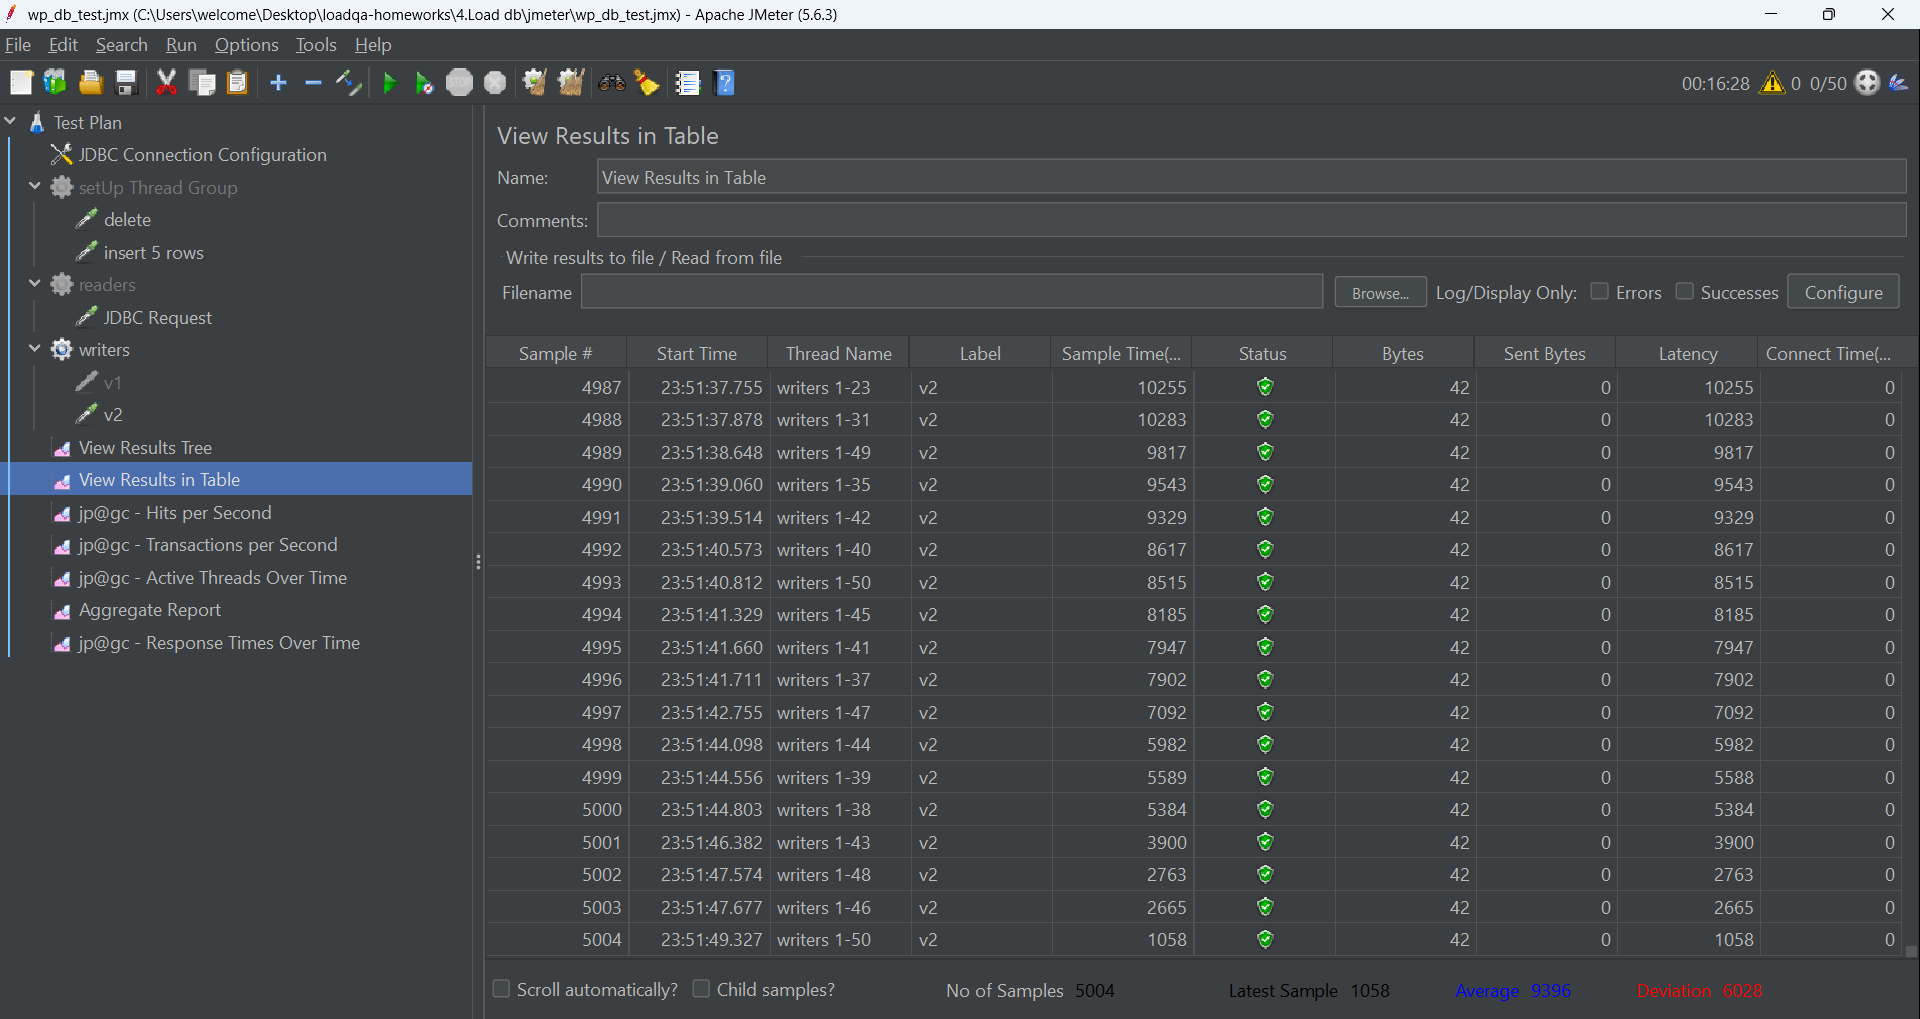 wp_db_test.jmx (C:\Users\welcome\Desktop\loadqa-homeworks\4.Load db\jmeter\wp_db_test.jmx) - Apache JMeter (5.6.3)
File Edit Search Run Options Tools Help
STOP 00:16:28 0 0/50
Test Plan
JDBC Connection Configuration
setUp Thread Group
delete
insert 5 rows
readers
JDBC Request
writers
v1
v2
View Results Tree
View Results in Table
jp@gc - Hits per Second
jp@gc - Transactions per Second
jp@gc - Active Threads Over Time
Aggregate Report
jp@gc - Response Times Over Time
View Results in Table
Name: View Results in Table
Comments:
Write results to file / Read from file
Filename Browse... Log/Display Only: Errors Successes Configure
Sample # Start Time Thread Name Label Sample Time(... Status Bytes Sent Bytes Latency Connect Time(...
4987 23:51:37.755 writers 1-23 v2 10255 42 0 10255 0
4988 23:51:37.878 writers 1-31 v2 10283 42 0 10283 0
4989 23:51:38.648 writers 1-49 v2 9817 42 0 9817 0
4990 23:51:39.060 writers 1-35 v2 9543 42 0 9543 0
4991 23:51:39.514 writers 1-42 v2 9329 42 0 9329 0
4992 23:51:40.573 writers 1-40 v2 8617 42 0 8617 0
4993 23:51:40.812 writers 1-50 v2 8515 42 0 8515 0
4994 23:51:41.329 writers 1-45 v2 8185 42 0 8185 0
4995 23:51:41.660 writers 1-41 v2 7947 42 0 7947 0
4996 23:51:41.711 writers 1-37 v2 7902 42 0 7902 0
4997 23:51:42.755 writers 1-47 v2 7092 42 0 7092 0
4998 23:51:44.098 writers 1-44 v2 5982 42 0 5982 0
4999 23:51:44.556 writers 1-39 v2 5589 42 0 5588 0
5000 23:51:44.803 writers 1-38 v2 5384 42 0 5384 0
5001 23:51:46.382 writers 1-43 v2 3900 42 0 3900 0
5002 23:51:47.574 writers 1-48 v2 2763 42 0 2763 0
5003 23:51:47.677 writers 1-46 v2 2665 42 0 2665 0
5004 23:51:49.327 writers 1-50 v2 1058 42 0 1058 0
Scroll automatically? Child samples? No of Samples 5004 Latest Sample 1058 Average 9396 Deviation 6028